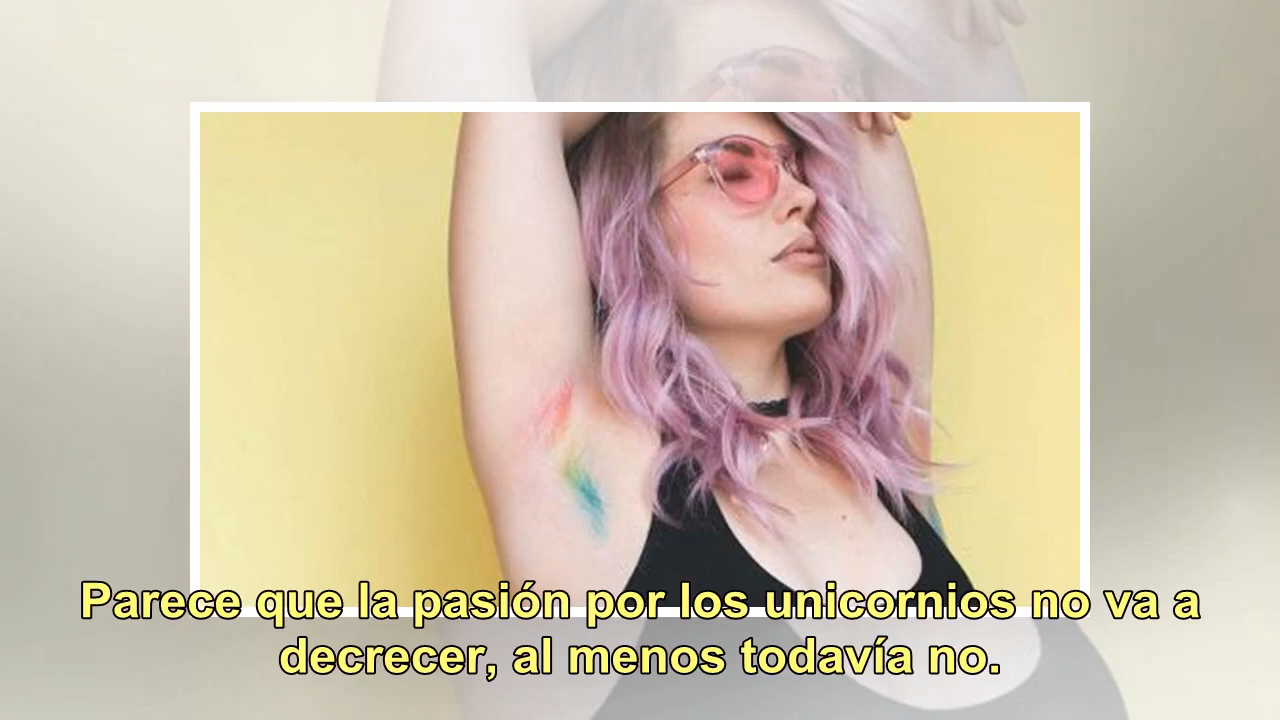 Parece que la pasión por los unicornios no va a
decrecer, al menos todavía no.